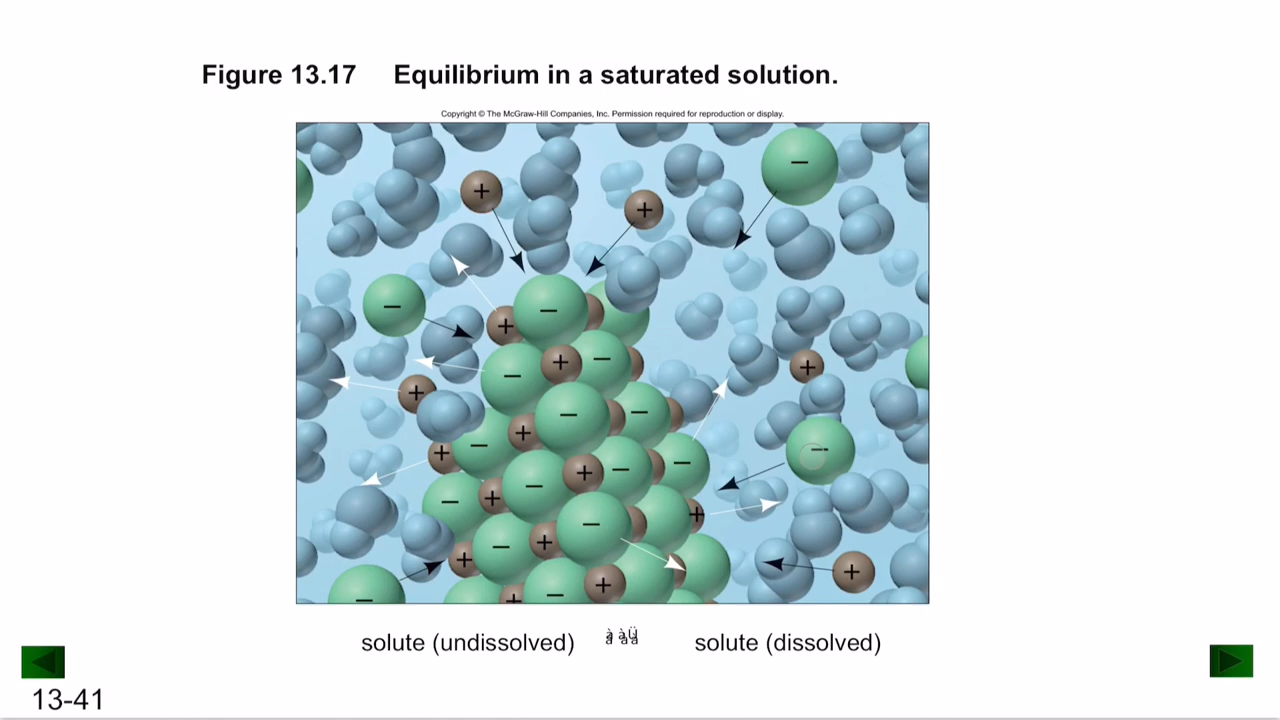 Figure 13.17 Equilibrium in a saturated solution.
Copyright © The McGraw-Hill Companies, Inc. Permission required for reproduction or display.
solute (undissolved) solute (dissolved)
13-41